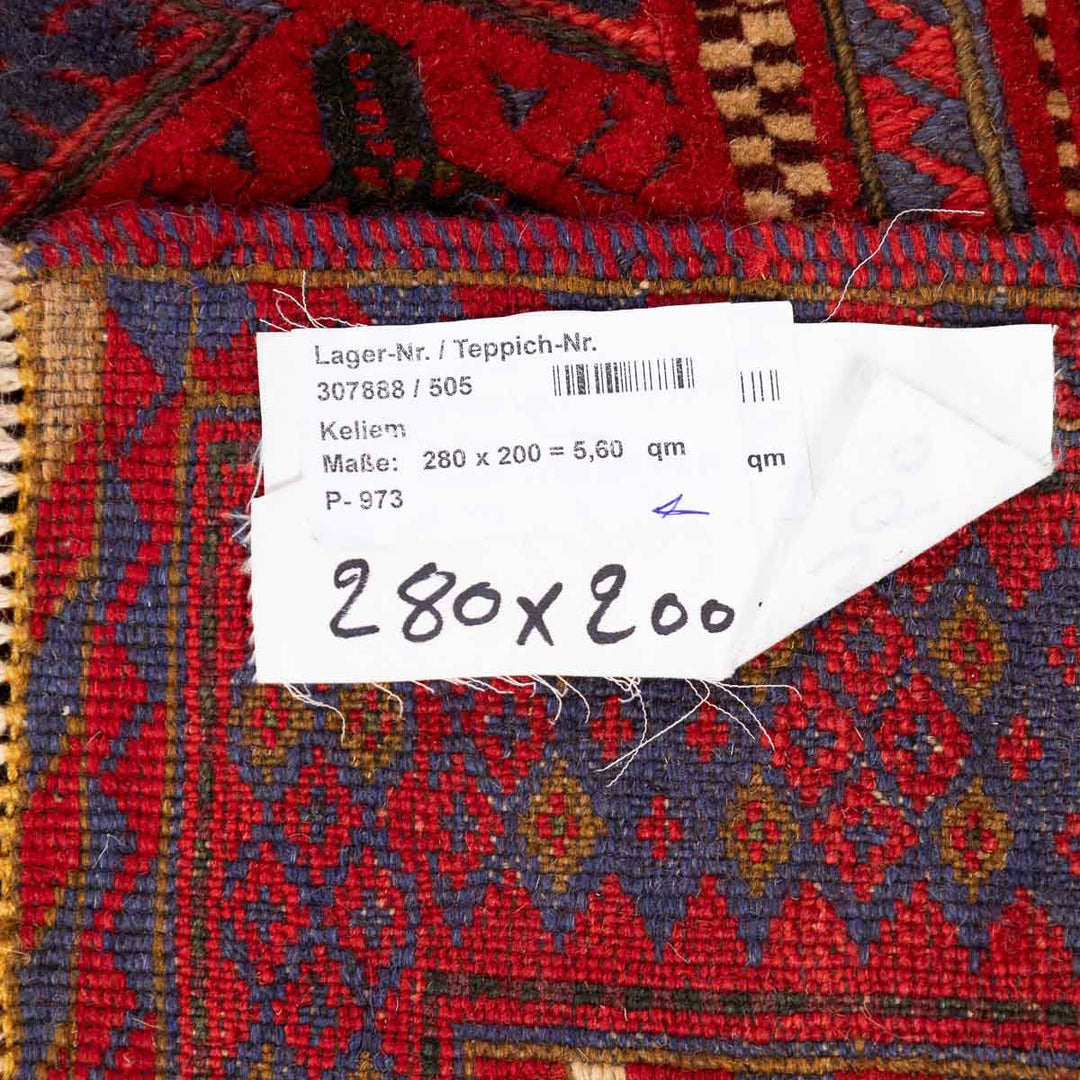 Lager-Nr. / Teppich-Nr.
307888 / 505
Keliem
Maße: 280 x 200 = 5,60 qm qm
P- 973
280x200